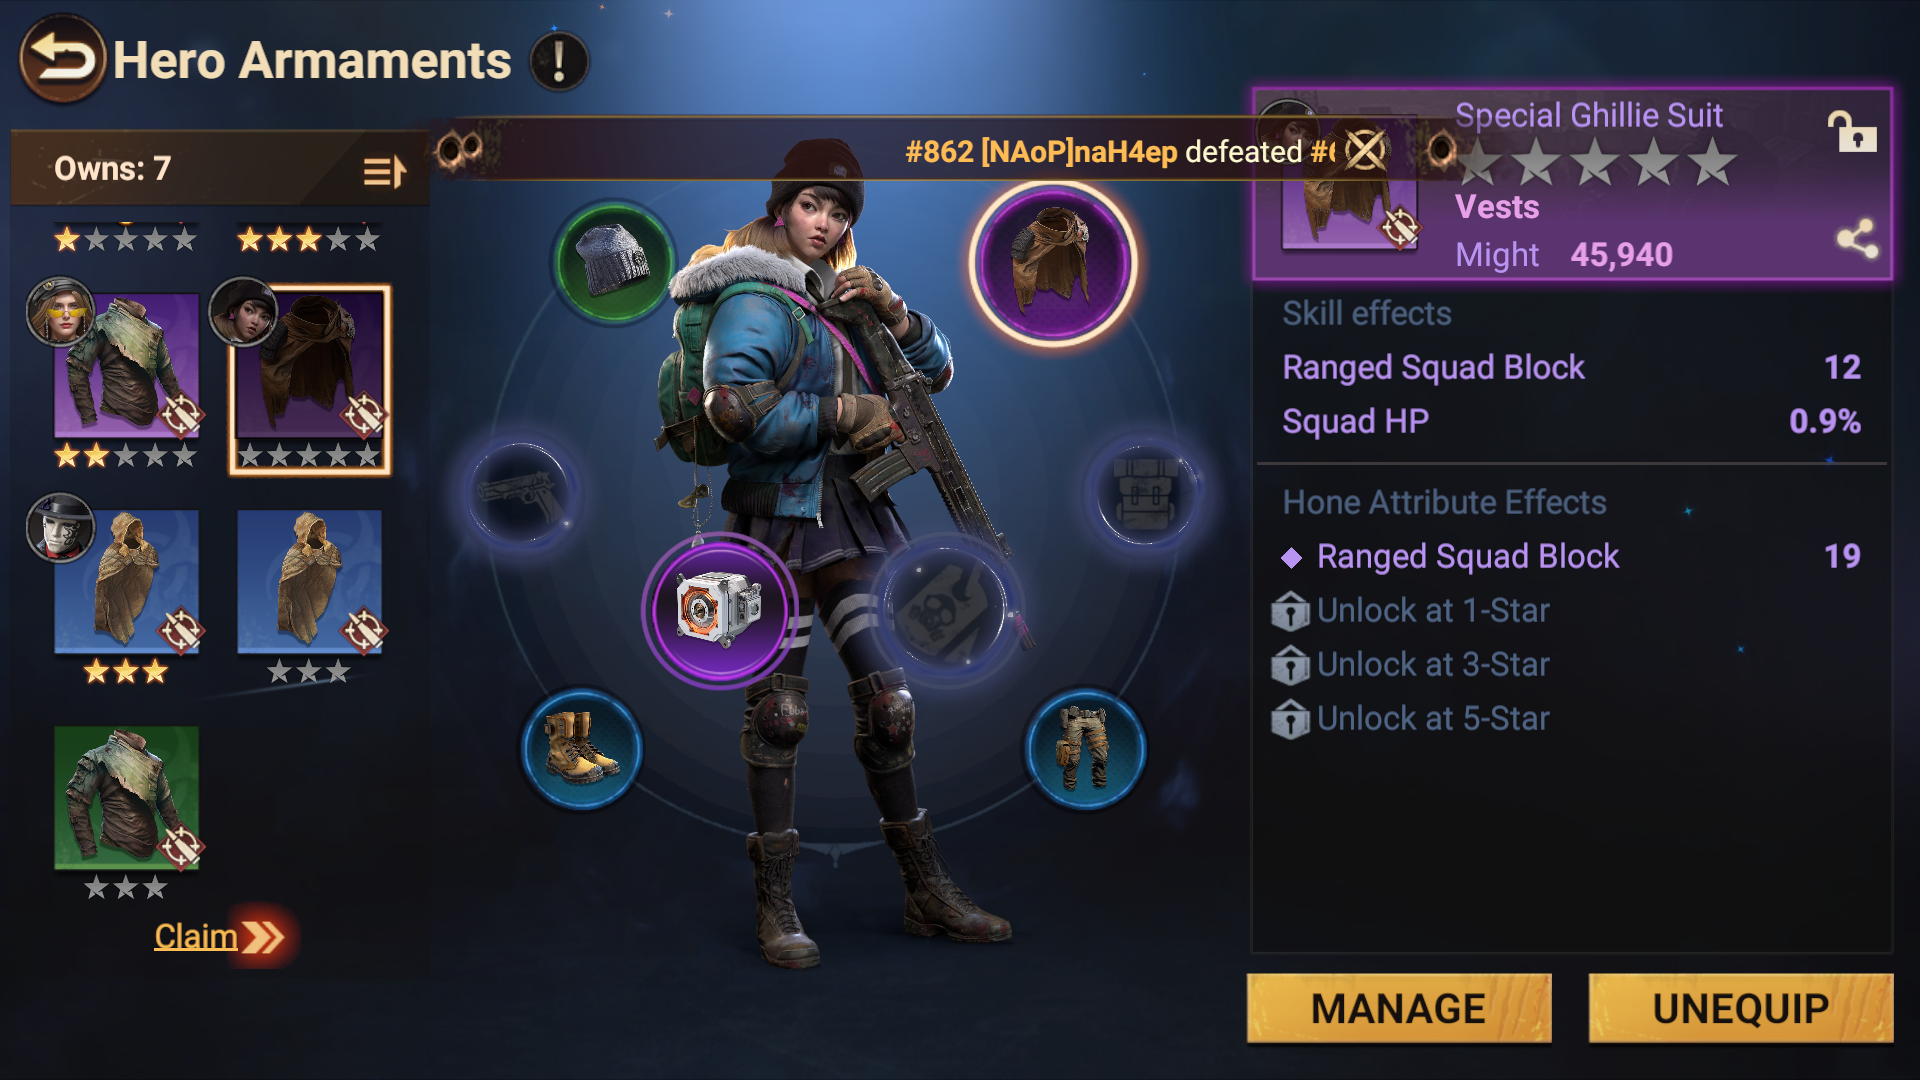 Hero Armaments
Owns: 7
#862 [NAoP]naH4ep defeated #6
Special Ghillie Suit
Vests
Might 45,940
Skill effects
Ranged Squad Block 12
Squad HP 0.9%
Hone Attribute Effects
Ranged Squad Block 19
Unlock at 1-Star
Unlock at 3-Star
Unlock at 5-Star
Claim
MANAGE
UNEQUIP